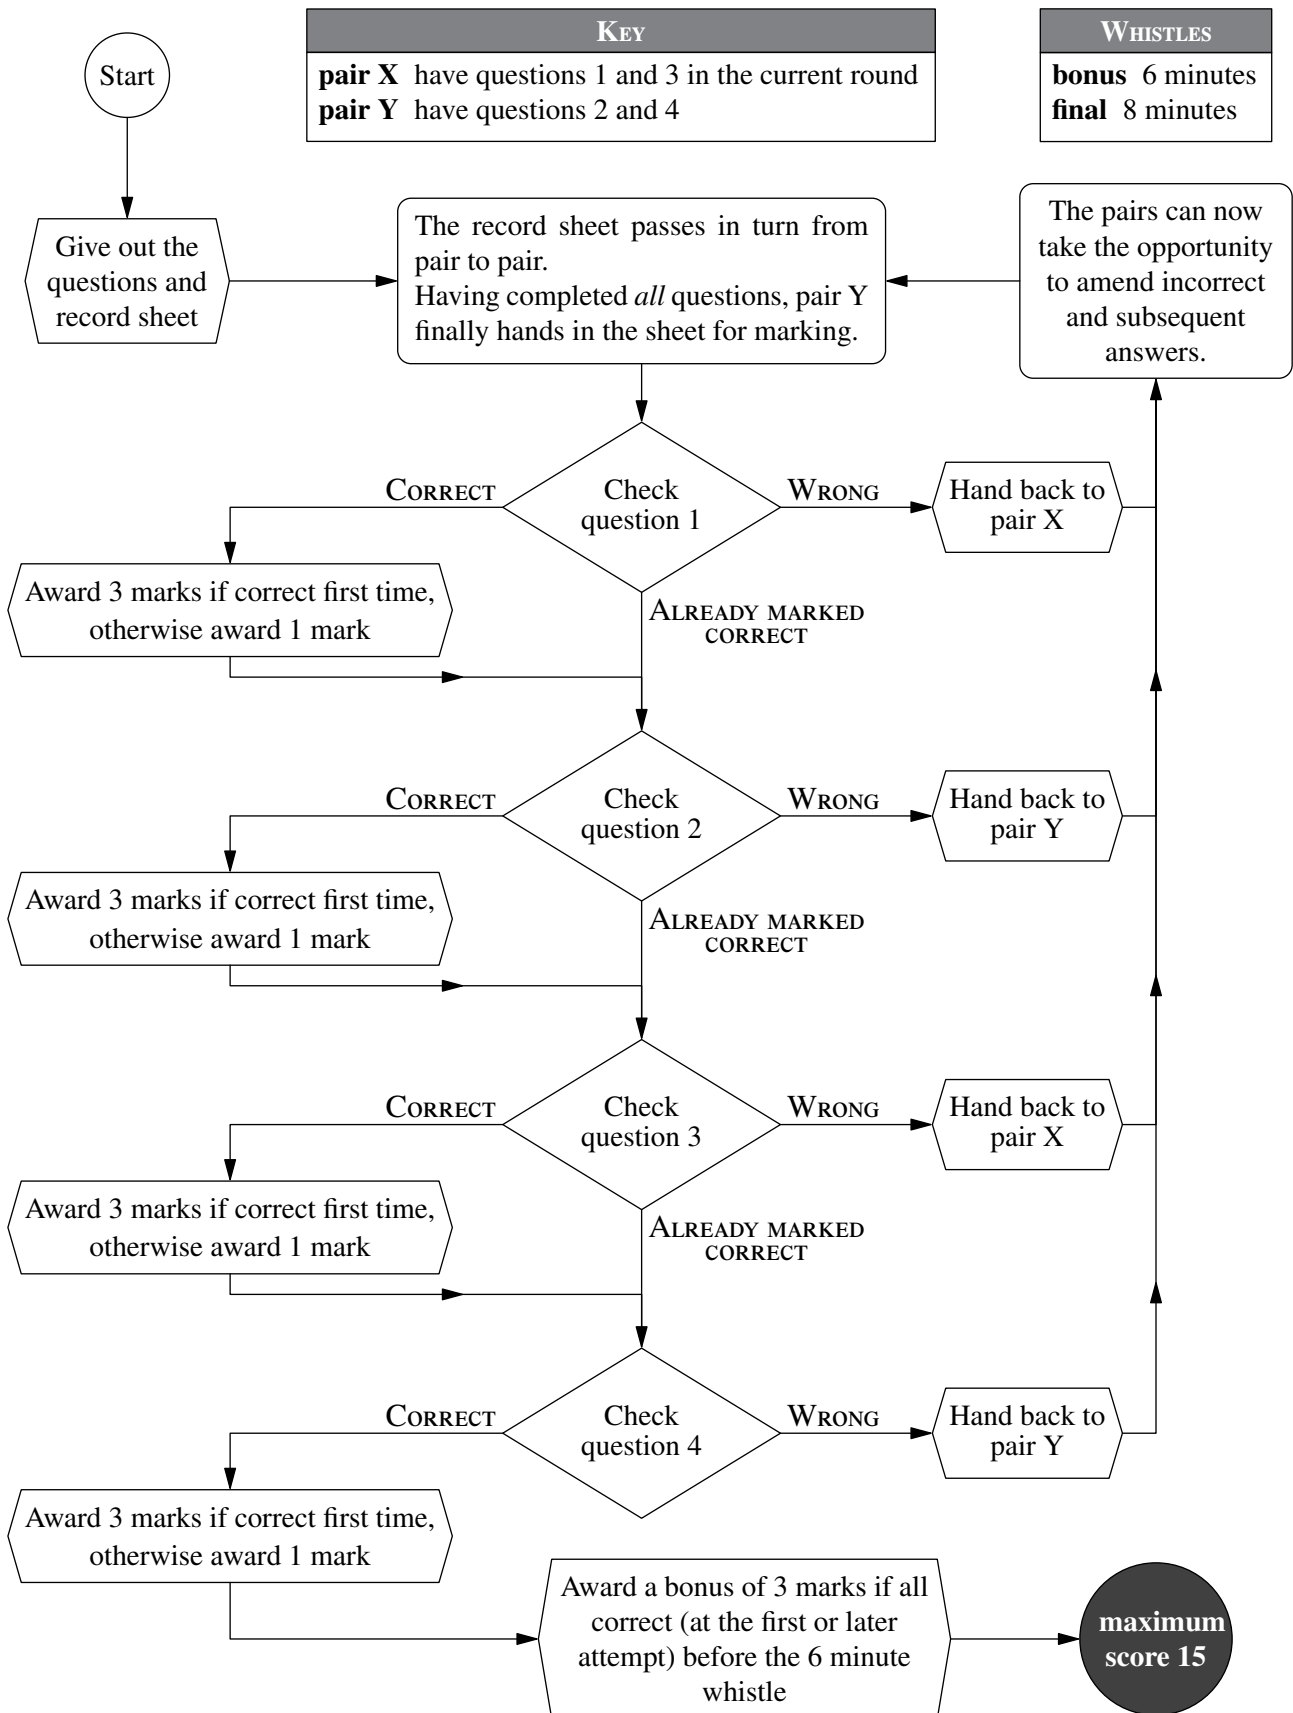 Start
KEY
pair X have questions 1 and 3 in the current round
pair Y have questions 2 and 4
WHISTLES
bonus 6 minutes
final 8 minutes
Give out the
questions and
record sheet
The record sheet passes in turn from
pair to pair.
Having completed all questions, pair Y
finally hands in the sheet for marking.
The pairs can now
take the opportunity
to amend incorrect
and subsequent
answers.
CORRECT
Check
question 1
WRONG
Hand back to
pair X
Award 3 marks if correct first time,
otherwise award 1 mark
ALREADY MARKED
CORRECT
CORRECT
Check
question 2
WRONG
Hand back to
pair Y
Award 3 marks if correct first time,
otherwise award 1 mark
ALREADY MARKED
CORRECT
CORRECT
Check
question 3
WRONG
Hand back to
pair X
Award 3 marks if correct first time,
otherwise award 1 mark
ALREADY MARKED
CORRECT
CORRECT
Check
question 4
WRONG
Hand back to
pair Y
Award 3 marks if correct first time,
otherwise award 1 mark
Award a bonus of 3 marks if all
correct (at the first or later
attempt) before the 6 minute
whistle
maximum
score 15